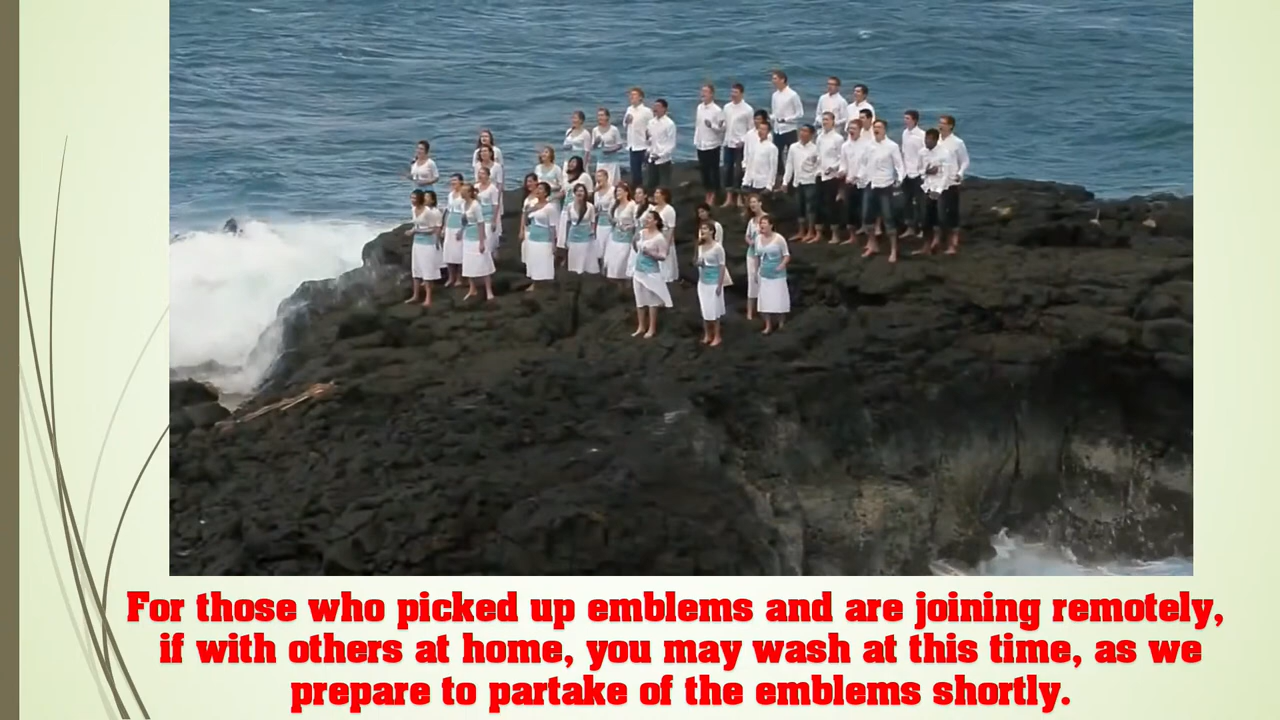 For those who picked up emblems and are joining remotely,
if with others at home, you may wash at this time, as we
prepare to partake of the emblems shortly.